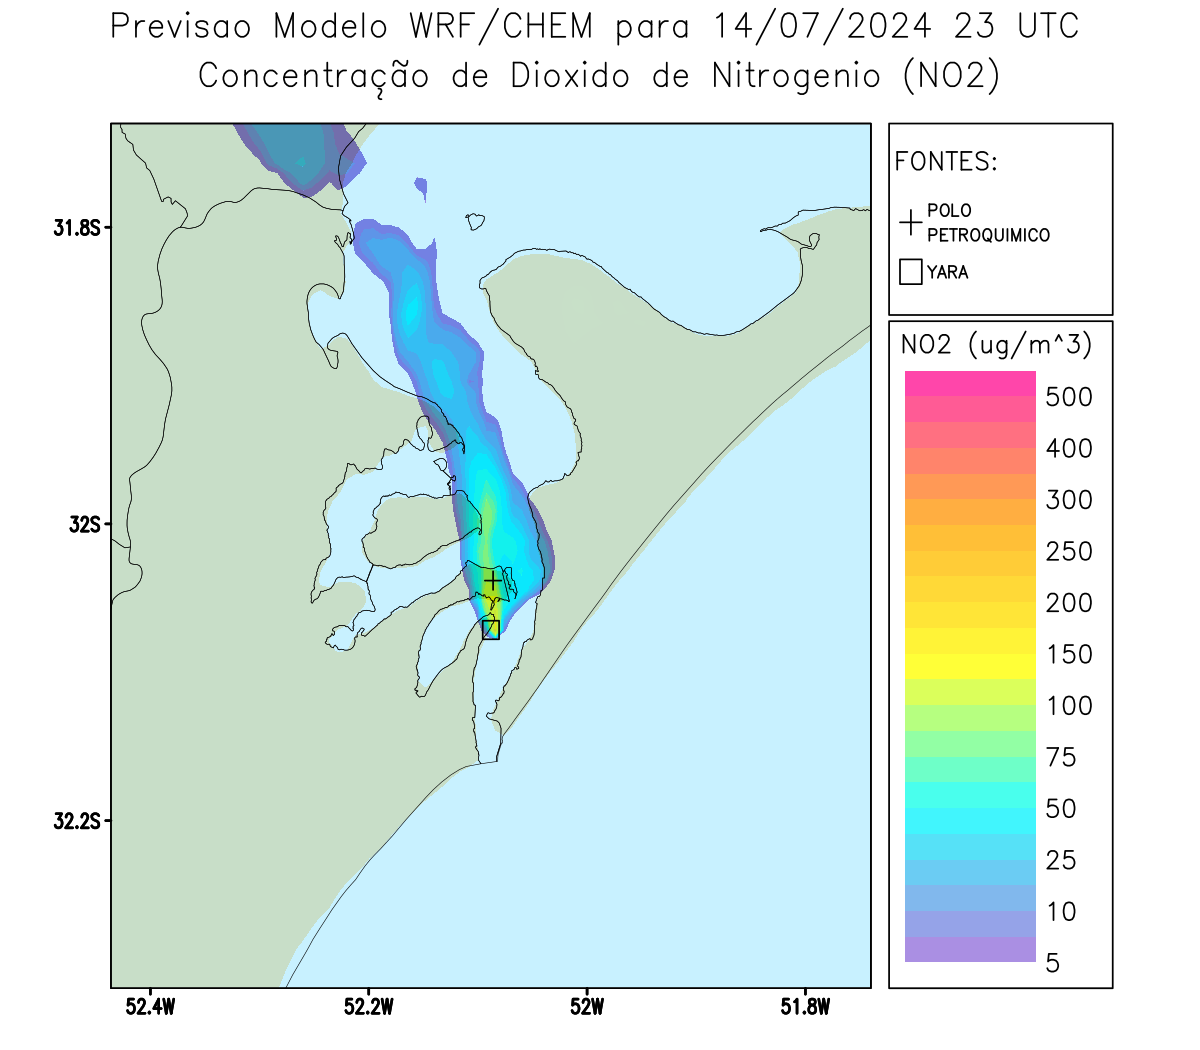 Previsao Modelo WRF/CHEM para 14/07/2024 23 UTC
Concentração de Dioxido de Nitrogenio (NO2)
FONTES:
POLO
PETROQUIMICO
YARA
31.8S
32S
32.2S
52.4W
52.2W
52W
51.8W
NO2 (ug/m^3)
500
400
300
250
200
150
100
75
50
25
10
5